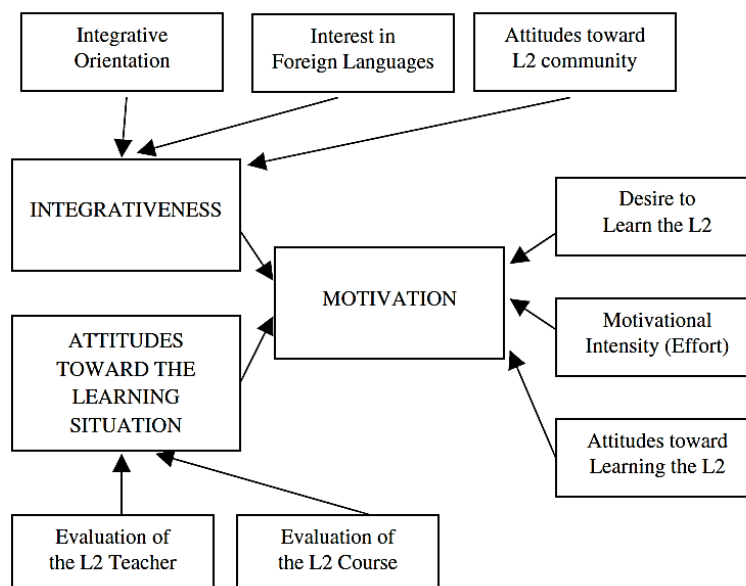 Integrative
Orientation
Interest in
Foreign Languages
Attitudes toward
L2 community
INTEGRATIVENESS
Desire to
Learn the L2
MOTIVATION
ATTITUDES
TOWARD THE
LEARNING
SITUATION
Motivational
Intensity (Effort)
Attitudes toward
Learning the L2
Evaluation of
the L2 Teacher
Evaluation of
the L2 Course